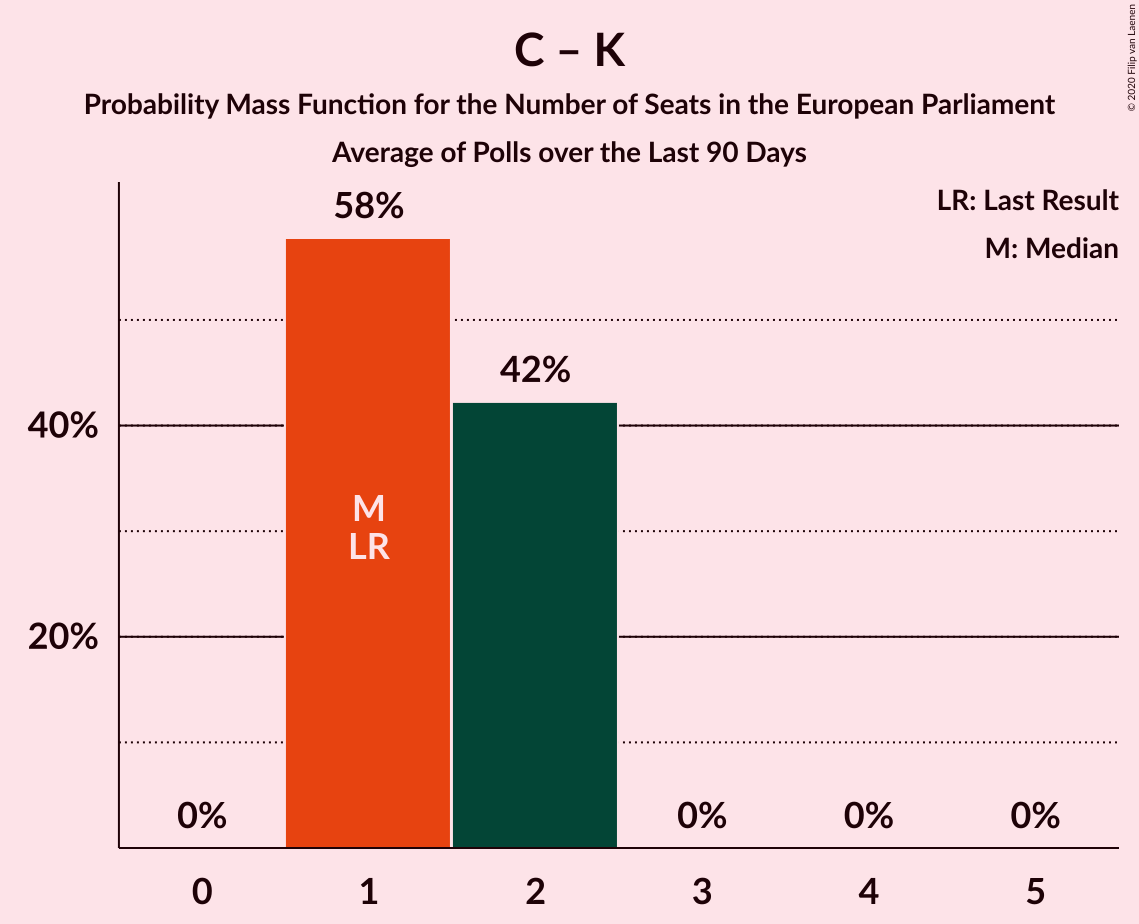 C – K
Probability Mass Function for the Number of Seats in the European Parliament
Average of Polls over the Last 90 Days
© 2020 Filip van Laenen
LR: Last Result
M: Median
58%
42%
40%
20%
M
LR
0%
0%
0%
0%
0
1
2
3
4
5